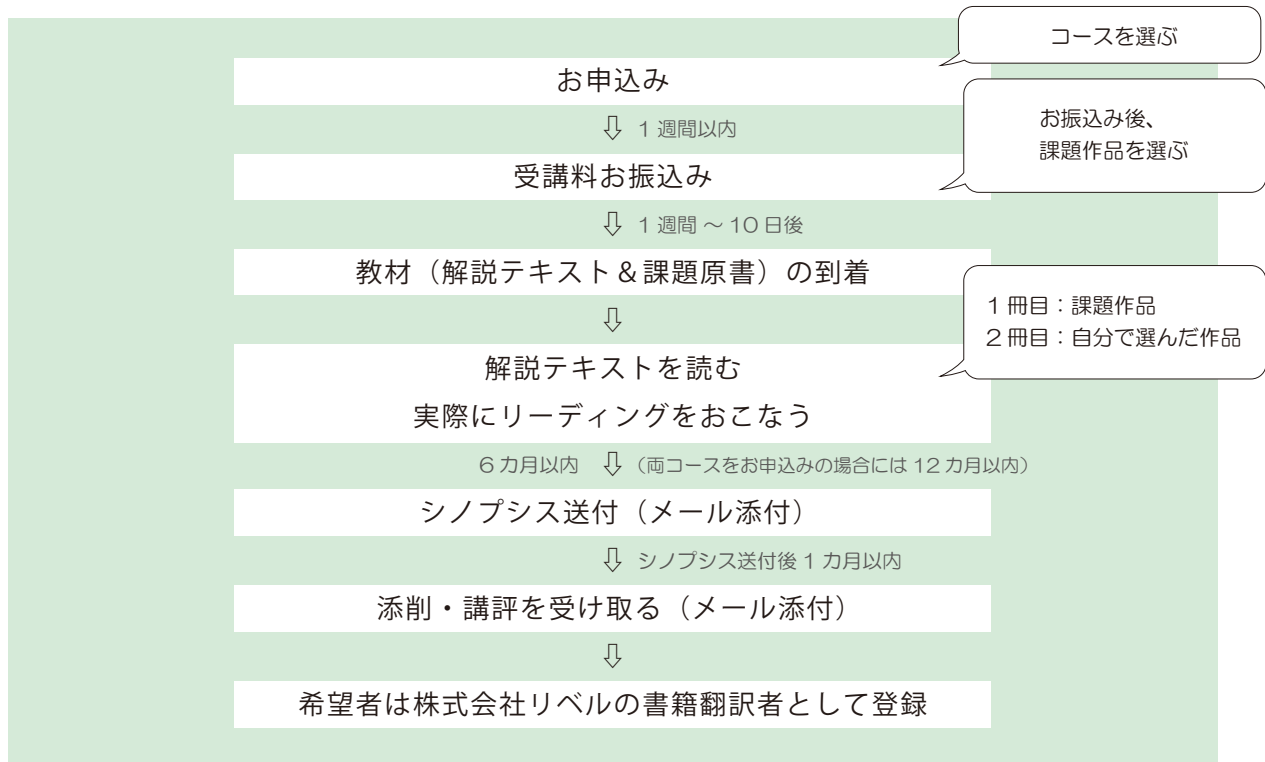 コースを選ぶ
お申込み
⇩ 1 週間以内
お振込み後、
課題作品を選ぶ
受講料お振込み
⇩ 1 週間 ～ 10 日後
教材（解説テキスト＆課題原書）の到着
⇩
1 冊目：課題作品
2 冊目：自分で選んだ作品
解説テキストを読む
実際にリーディングをおこなう
6 カ月以内 ⇩ （両コースをお申込みの場合には 12 カ月以内）
シノプシス送付（メール添付）
⇩ シノプシス送付後 1 カ月以内
添削・講評を受け取る（メール添付）
⇩
希望者は株式会社リベルの書籍翻訳者として登録